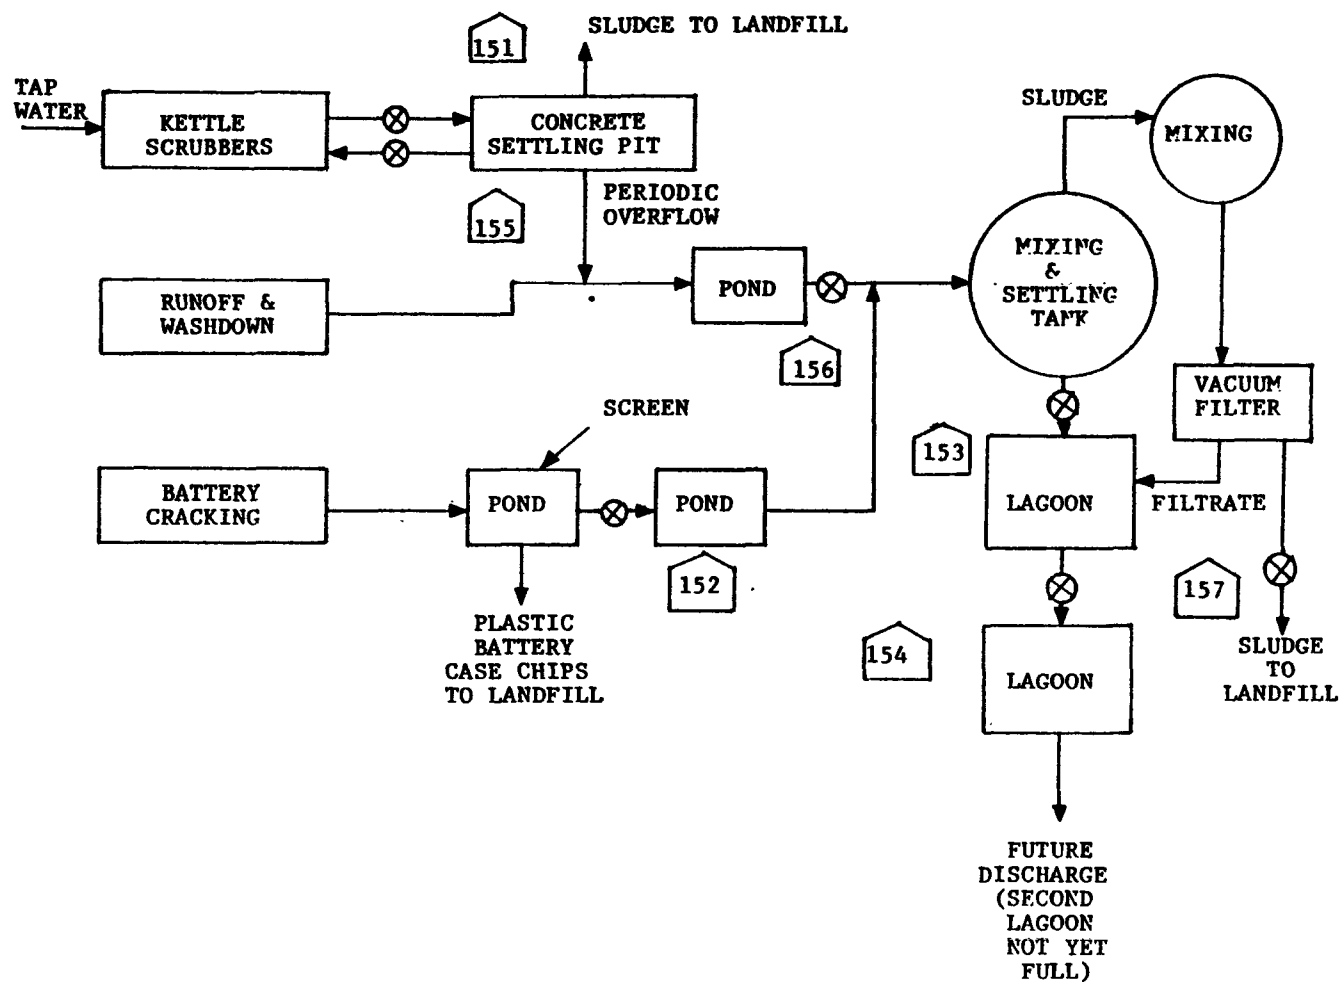 151
SLUDGE TO LANDFILL
TAP
WATER
KETTLE
SCRUBBERS
CONCRETE
SETTLING PIT
SLUDGE
MIXING
155
PERIODIC
OVERFLOW
MIXING
&
SETTLING
TANK
RUNOFF &
WASHDOWN
POND
156
VACUUM
FILTER
SCREEN
153
BATTERY
CRACKING
POND
POND
LAGOON
FILTRATE
152
157
PLASTIC
BATTERY
CASE CHIPS
TO LANDFILL
154
LAGOON
SLUDGE
TO
LANDFILL
FUTURE
DISCHARGE
(SECOND
LAGOON
NOT YET
FULL)